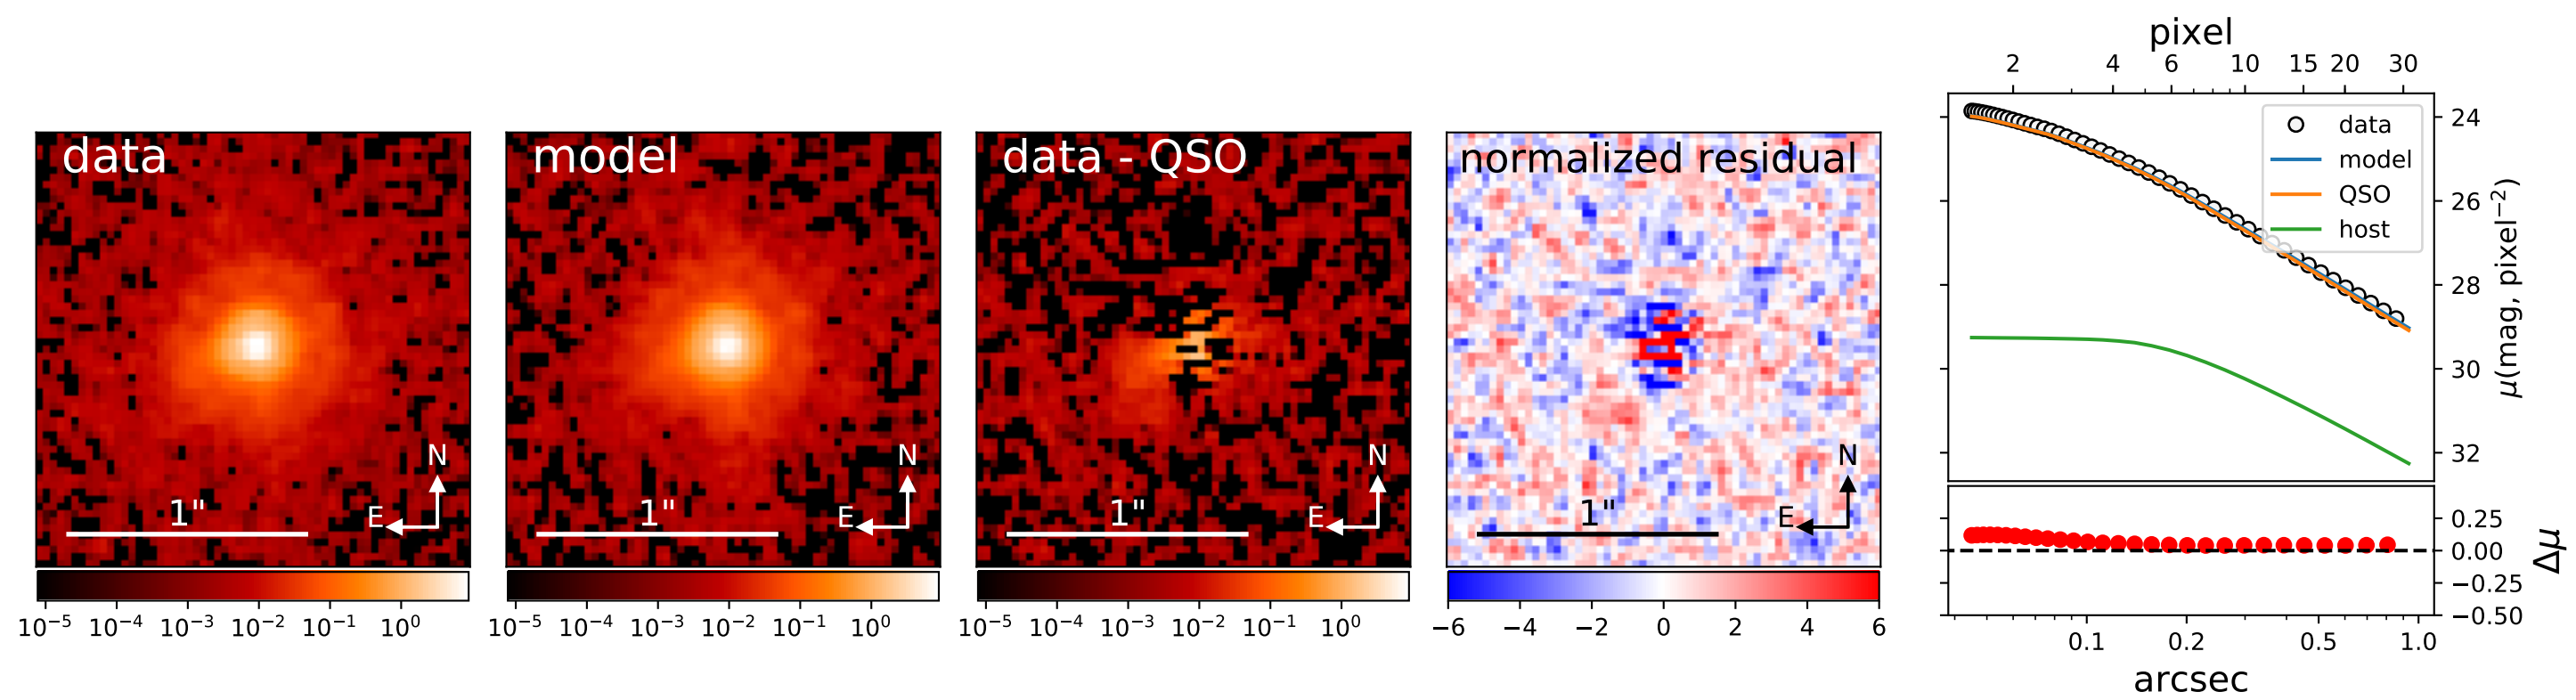 data
N
E
1"
10⁻⁵ 10⁻⁴ 10⁻³ 10⁻² 10⁻¹ 10⁰
model
N
E
1"
10⁻⁵ 10⁻⁴ 10⁻³ 10⁻² 10⁻¹ 10⁰
data - QSO
N
E
1"
10⁻⁵ 10⁻⁴ 10⁻³ 10⁻² 10⁻¹ 10⁰
normalized residual
N
E
1"
−6 −4 −2 0 2 4 6
pixel
2 4 6 10 15 20 30
data
model
QSO
host
24
26
28
30
32
μ(mag, pixel⁻²)
0.25
0.00
−0.25
−0.50
Δμ
0.1 0.2 0.5 1.0
arcsec